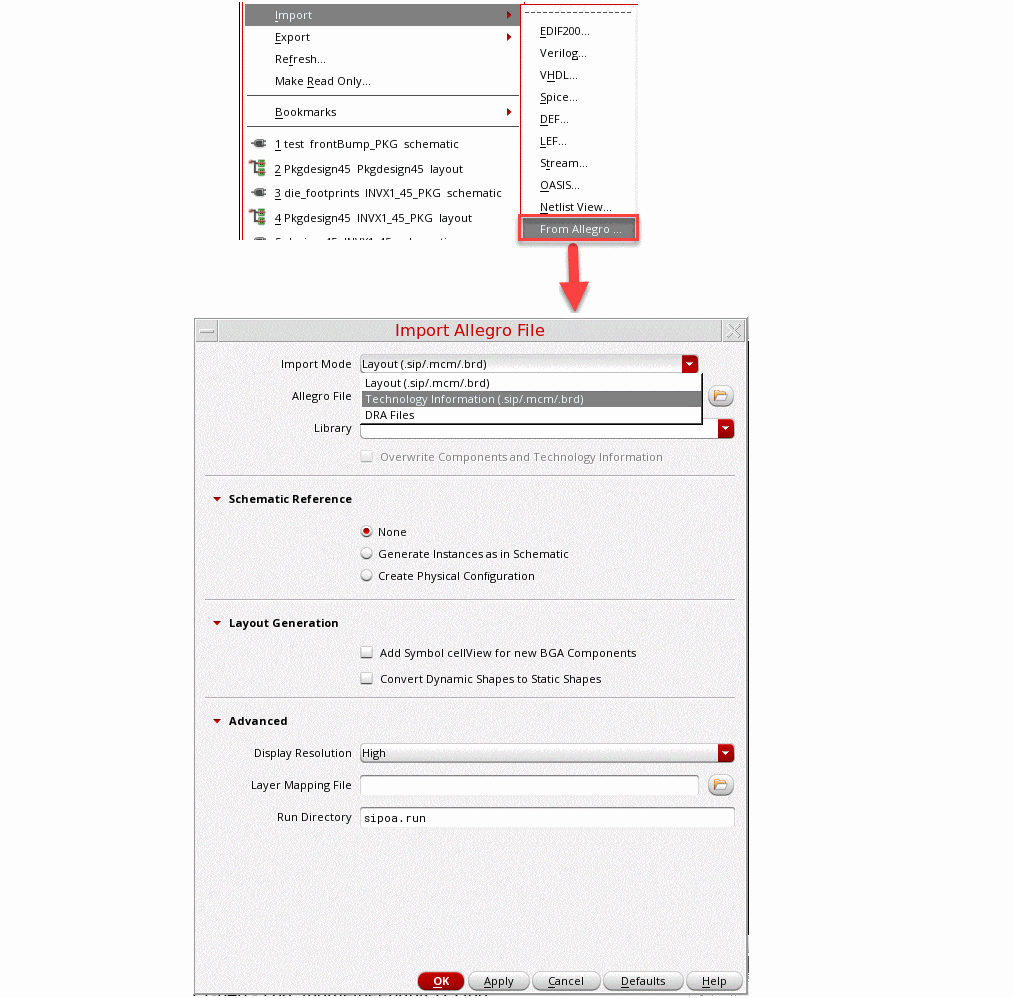 Import
Export
Refresh...
Make Read Only...
Bookmarks
1 test frontBump_PKG schematic
2 Pkgdesign45 Pkgdesign45 layout
3 die_footprints INVX1_45_PKG schematic
4 Pkgdesign45 INVX1_45_PKG layout
EDIF200...
Verilog...
VHDL...
Spice...
DEF...
LEF...
Stream...
OASIS...
Netlist View...
From Allegro ...
Import Allegro File
Import Mode Layout (.sip/.mcm/.brd)
Layout (.sip/.mcm/.brd)
Allegro File Technology Information (.sip/.mcm/.brd)
DRA Files
Library
Overwrite Components and Technology Information
Schematic Reference
None
Generate Instances as in Schematic
Create Physical Configuration
Layout Generation
Add Symbol cellView for new BGA Components
Convert Dynamic Shapes to Static Shapes
Advanced
Display Resolution High
Layer Mapping File
Run Directory sipoa.run
OK Apply Cancel Defaults Help